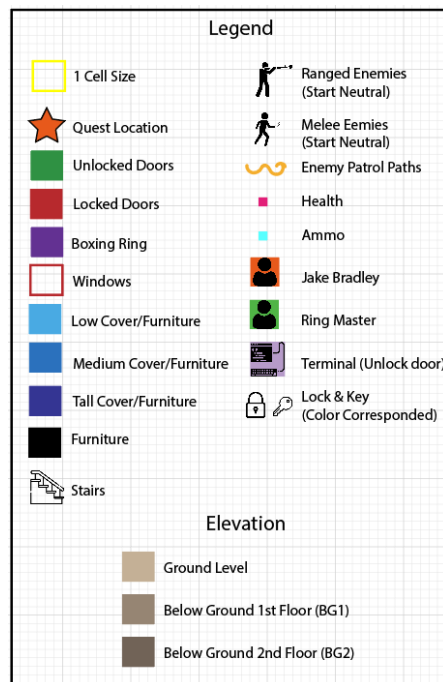 Legend
1 Cell Size
Quest Location
Unlocked Doors
Locked Doors
Boxing Ring
Windows
Low Cover/Furniture
Medium Cover/Furniture
Tall Cover/Furniture
Furniture
Stairs
Ranged Enemies
(Start Neutral)
Melee Eemies
(Start Neutral)
Enemy Patrol Paths
Health
Ammo
Jake Bradley
Ring Master
Terminal (Unlock door)
Lock & Key
(Color Corresponded)
Elevation
Ground Level
Below Ground 1st Floor (BG1)
Below Ground 2nd Floor (BG2)